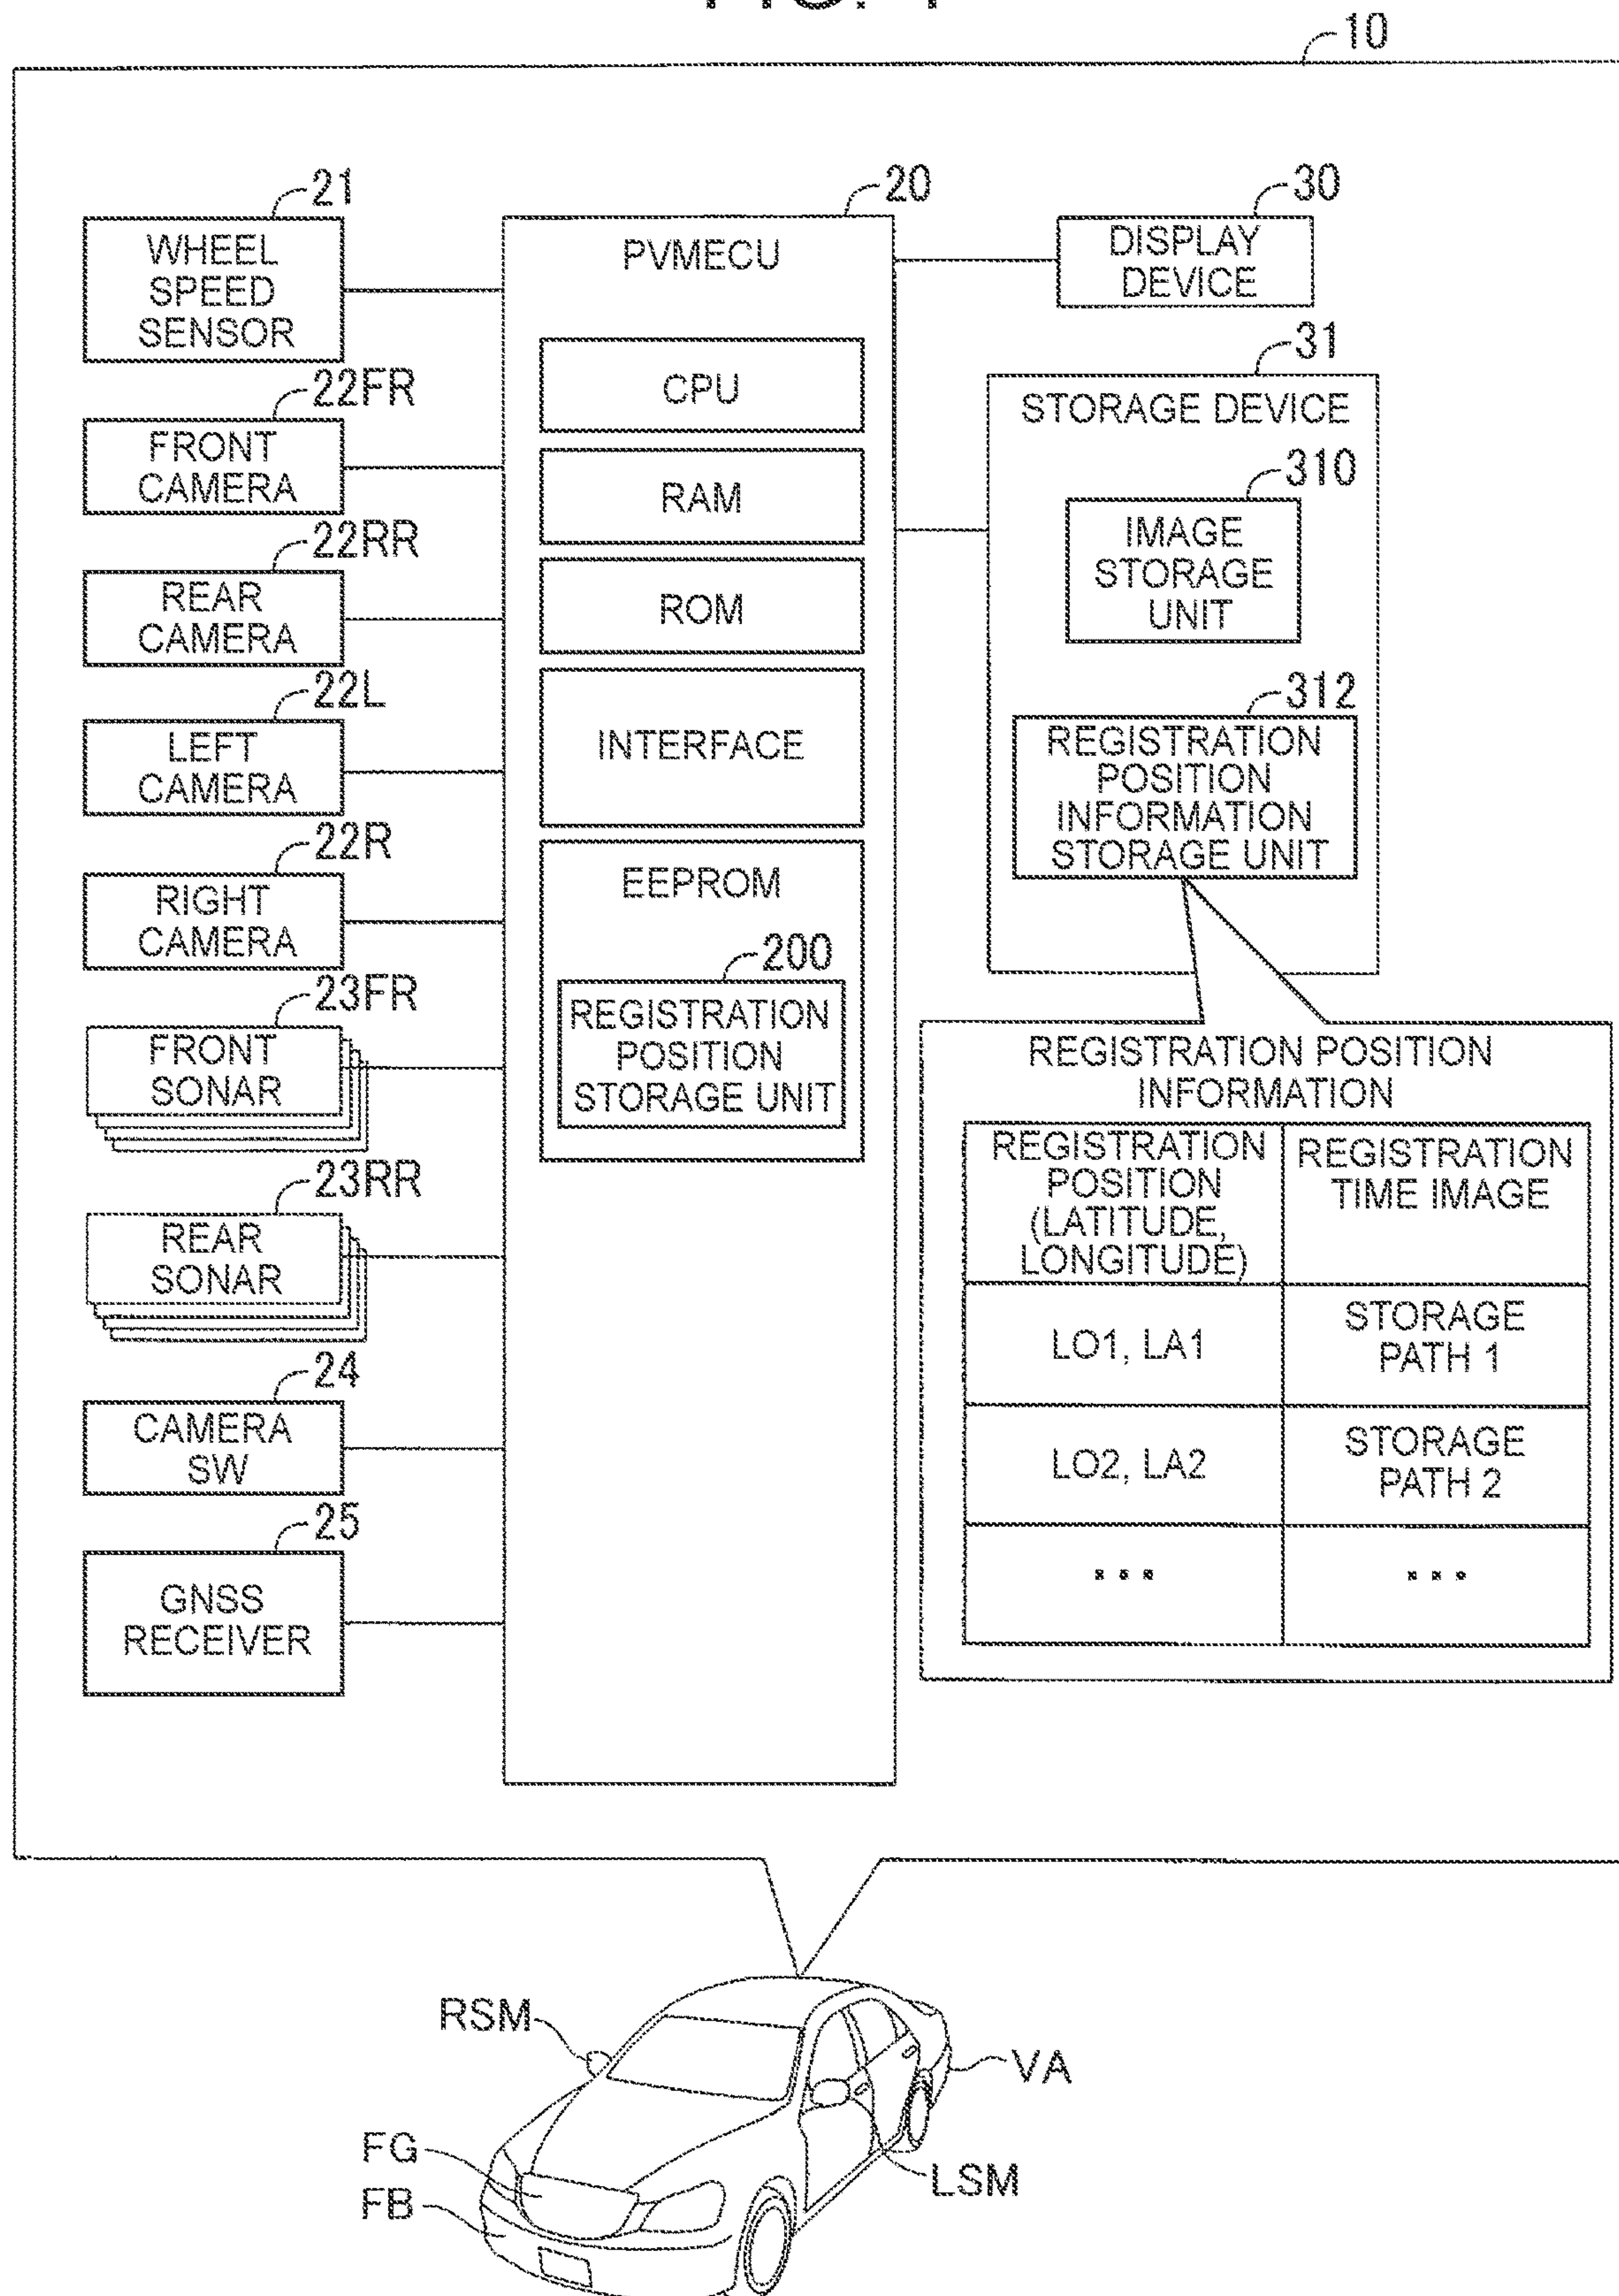 10
21
WHEEL
SPEED
SENSOR
22FR
FRONT
CAMERA
22RR
REAR
CAMERA
22L
LEFT
CAMERA
22R
RIGHT
CAMERA
23FR
FRONT
SONAR
23RR
REAR
SONAR
24
CAMERA
SW
25
GNSS
RECEIVER
20
PVMECU
CPU
RAM
ROM
INTERFACE
EEPROM
200
REGISTRATION
POSITION
STORAGE UNIT
30
DISPLAY
DEVICE
31
STORAGE DEVICE
310
IMAGE
STORAGE
UNIT
312
REGISTRATION
POSITION
INFORMATION
STORAGE UNIT
REGISTRATION POSITION
INFORMATION
REGISTRATION
POSITION
(LATITUDE,
LONGITUDE)
REGISTRATION
TIME IMAGE
LO1, LA1
STORAGE
PATH 1
LO2, LA2
STORAGE
PATH 2
...
...
RSM
VA
FG
LSM
FB